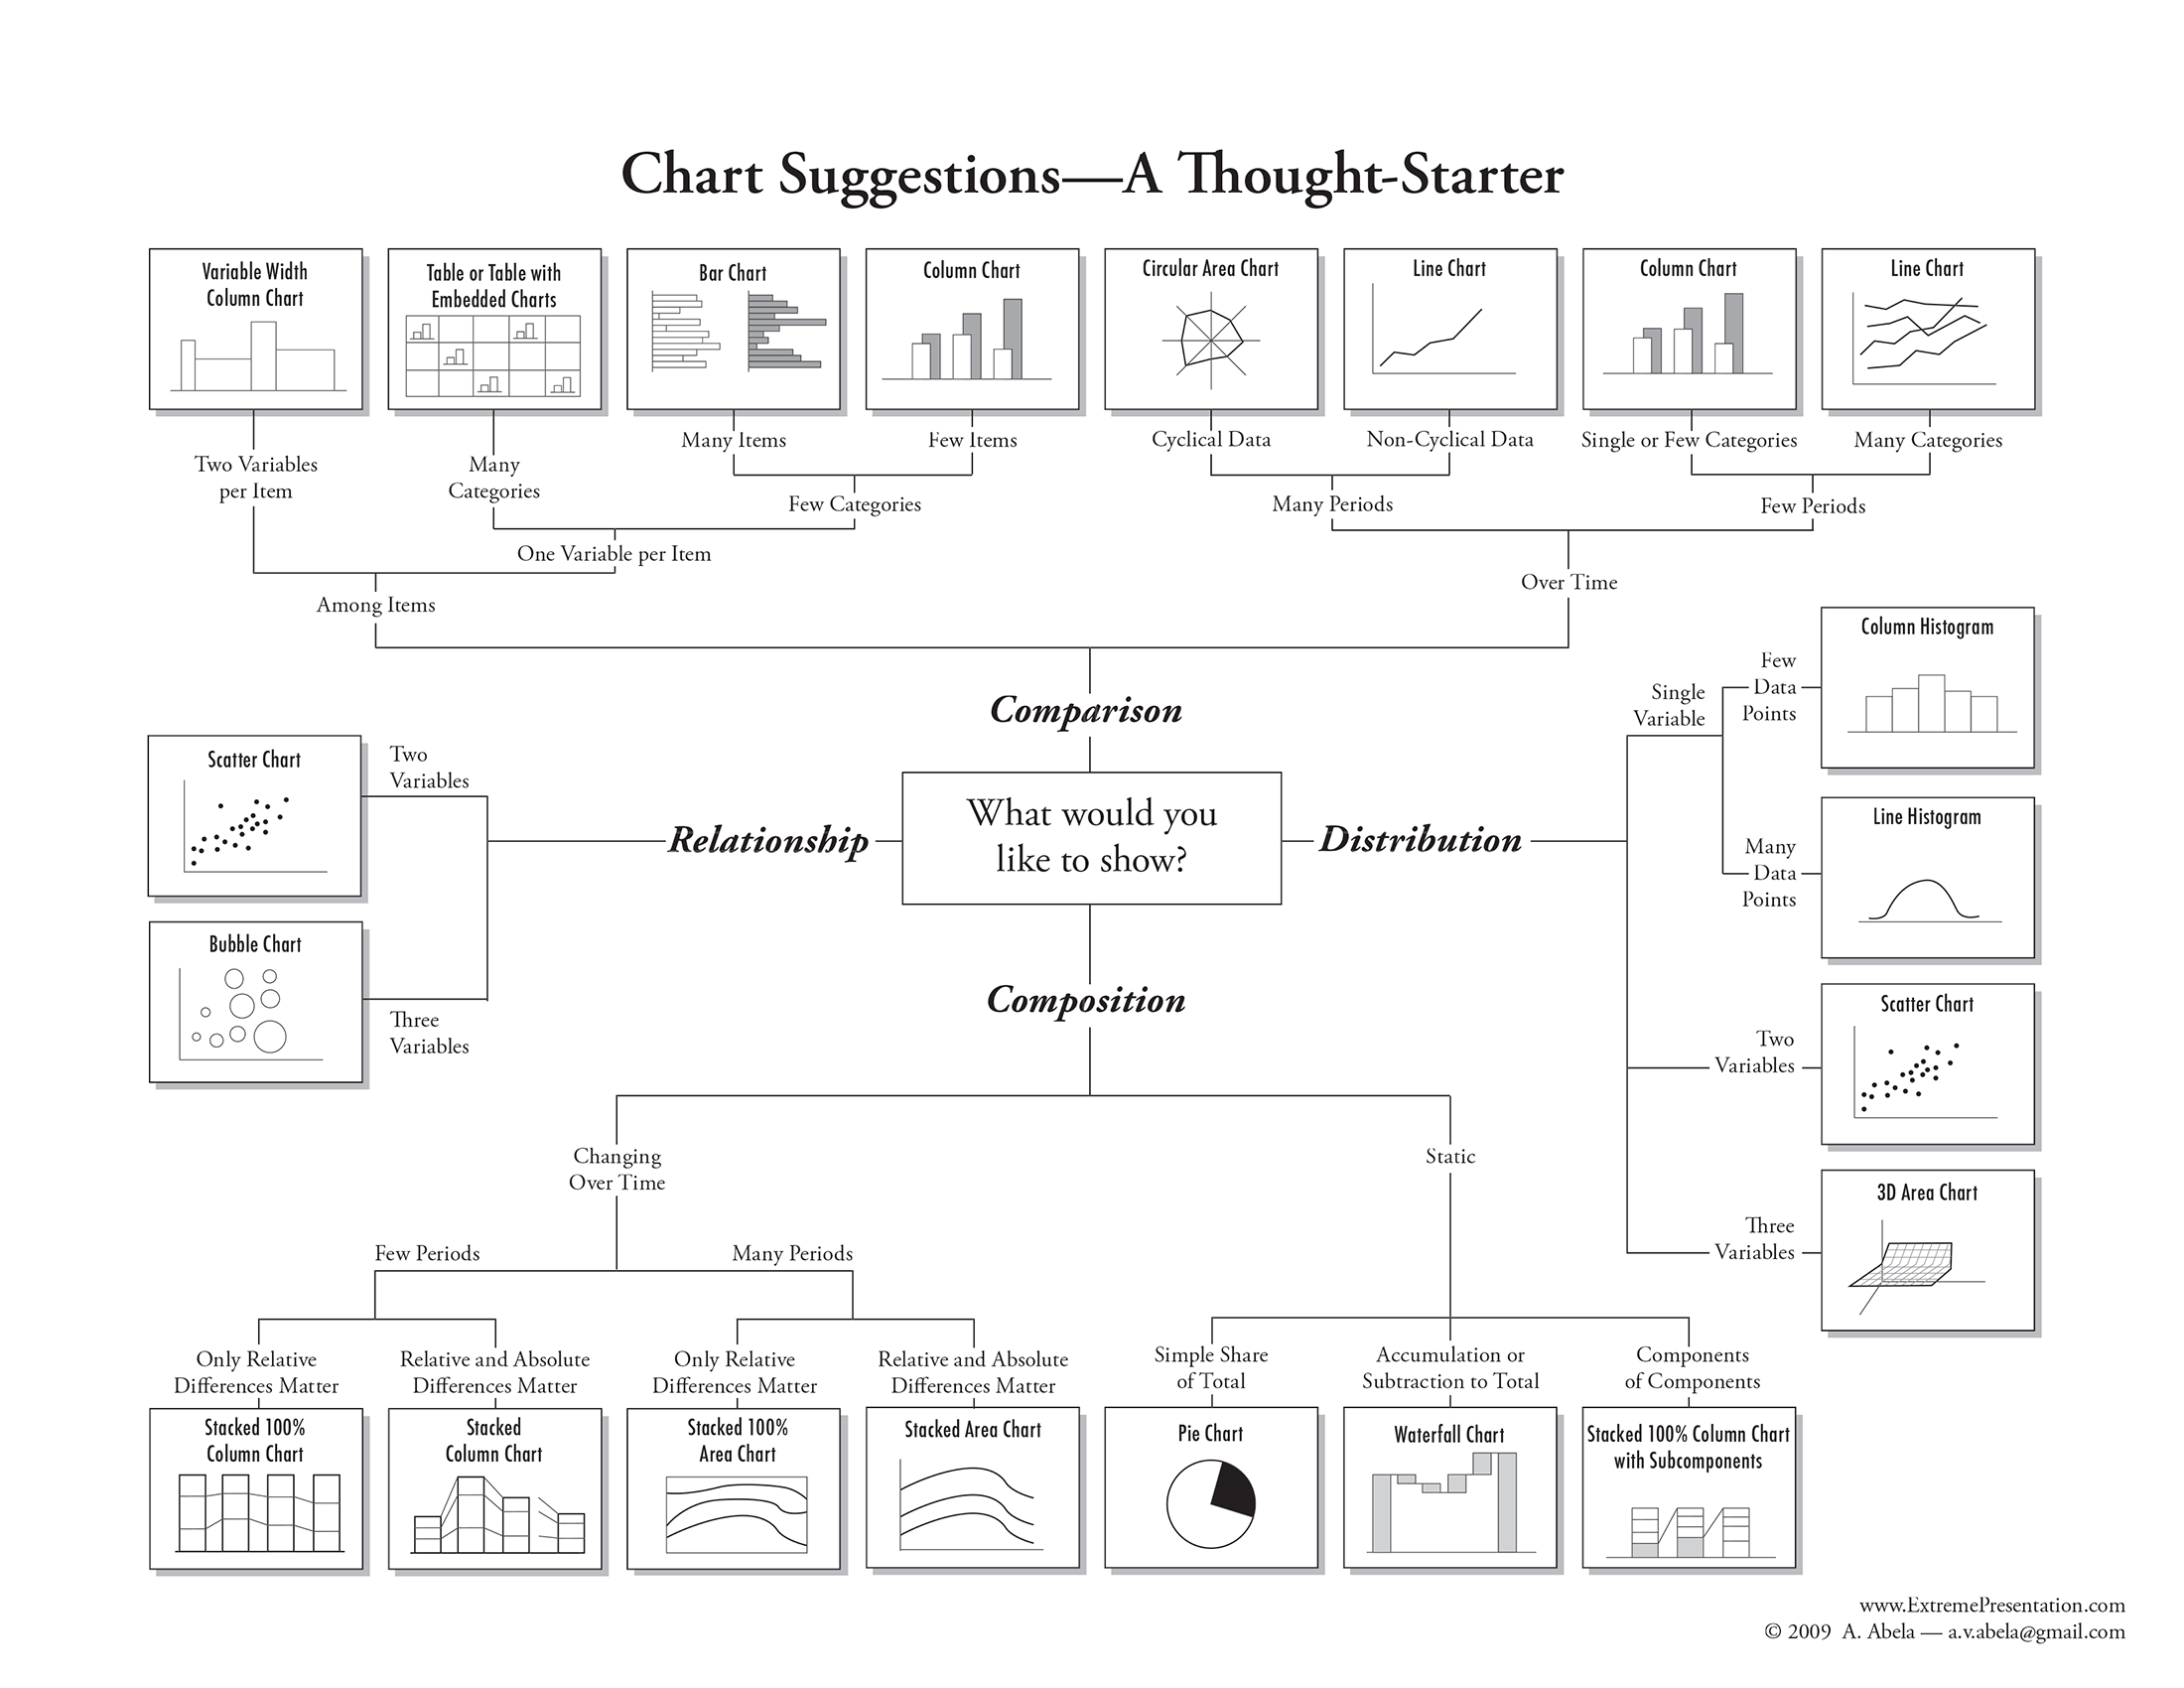 Chart Suggestions—A Thought-Starter
Variable Width
Column Chart
Table or Table with
Embedded Charts
Bar Chart
Column Chart
Circular Area Chart
Line Chart
Column Chart
Line Chart
Two Variables
per Item
Many
Categories
Many Items
Few Items
Cyclical Data
Non-Cyclical Data
Single or Few Categories
Many Categories
Few Categories
Many Periods
Few Periods
One Variable per Item
Among Items
Over Time
Comparison
What would you
like to show?
Relationship
Two
Variables
Scatter Chart
Three
Variables
Bubble Chart
Distribution
Single
Variable
Few
Data
Points
Column Histogram
Many
Data
Points
Line Histogram
Two
Variables
Scatter Chart
Three
Variables
3D Area Chart
Composition
Changing
Over Time
Static
Few Periods
Many Periods
Only Relative
Differences Matter
Relative and Absolute
Differences Matter
Only Relative
Differences Matter
Relative and Absolute
Differences Matter
Simple Share
of Total
Accumulation or
Subtraction to Total
Components
of Components
Stacked 100%
Column Chart
Stacked
Column Chart
Stacked 100%
Area Chart
Stacked Area Chart
Pie Chart
Waterfall Chart
Stacked 100% Column Chart
with Subcomponents
www.ExtremePresentation.com
© 2009 A. Abela — a.v.abela@gmail.com